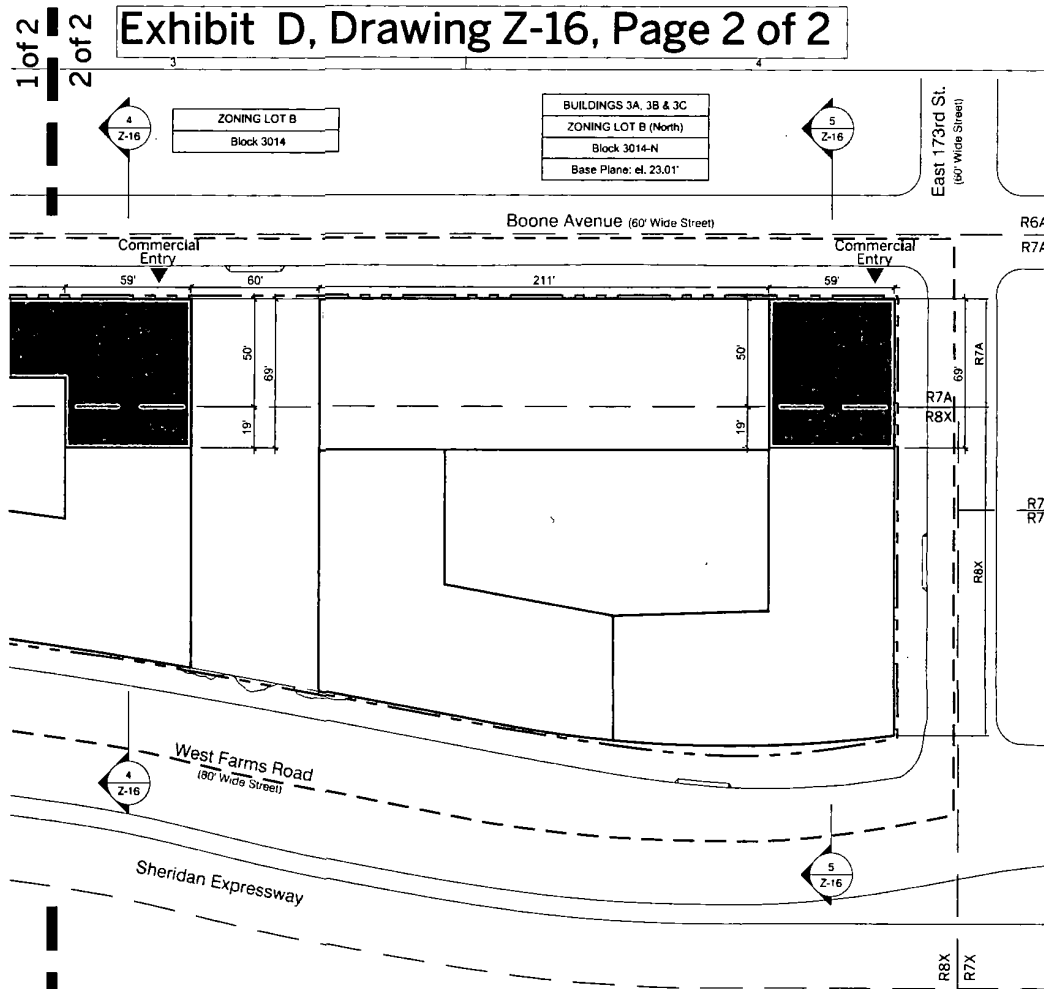 1 of 2
2 of 2
Exhibit D, Drawing Z-16, Page 2 of 2
3
4
4
Z-16
ZONING LOT B
Block 3014
BUILDINGS 3A, 3B & 3C
ZONING LOT B (North)
Block 3014-N
Base Plane: el. 23.01'
5
Z-16
East 173rd St.
(60' Wide Street)
Boone Avenue (60' Wide Street)
R6A
R7A
Commercial
Entry
Commercial
Entry
59'
60'
211'
59'
50'
69'
19'
50'
19'
69'
R7A
R7A
R8X
R8X
R7
R7
West Farms Road
(80' Wide Street)
4
Z-16
5
Z-16
Sheridan Expressway
R8X
R7X